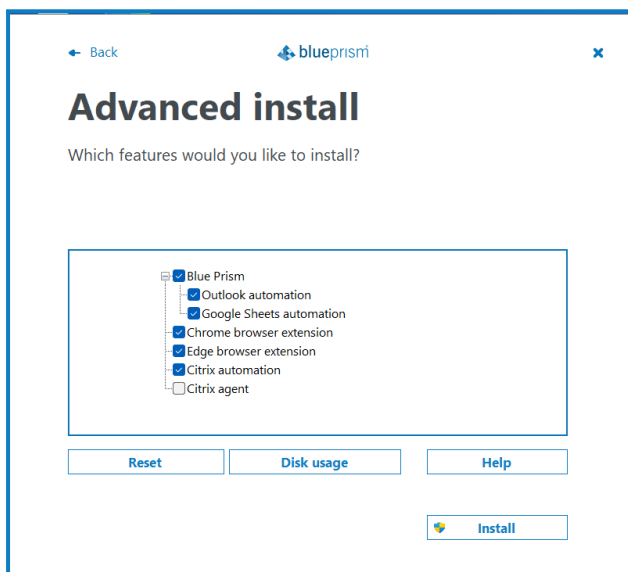 Back
blueprism
Advanced install
Which features would you like to install?
Blue Prism
Outlook automation
Google Sheets automation
Chrome browser extension
Edge browser extension
Citrix automation
Citrix agent
Reset Disk usage Help
Install